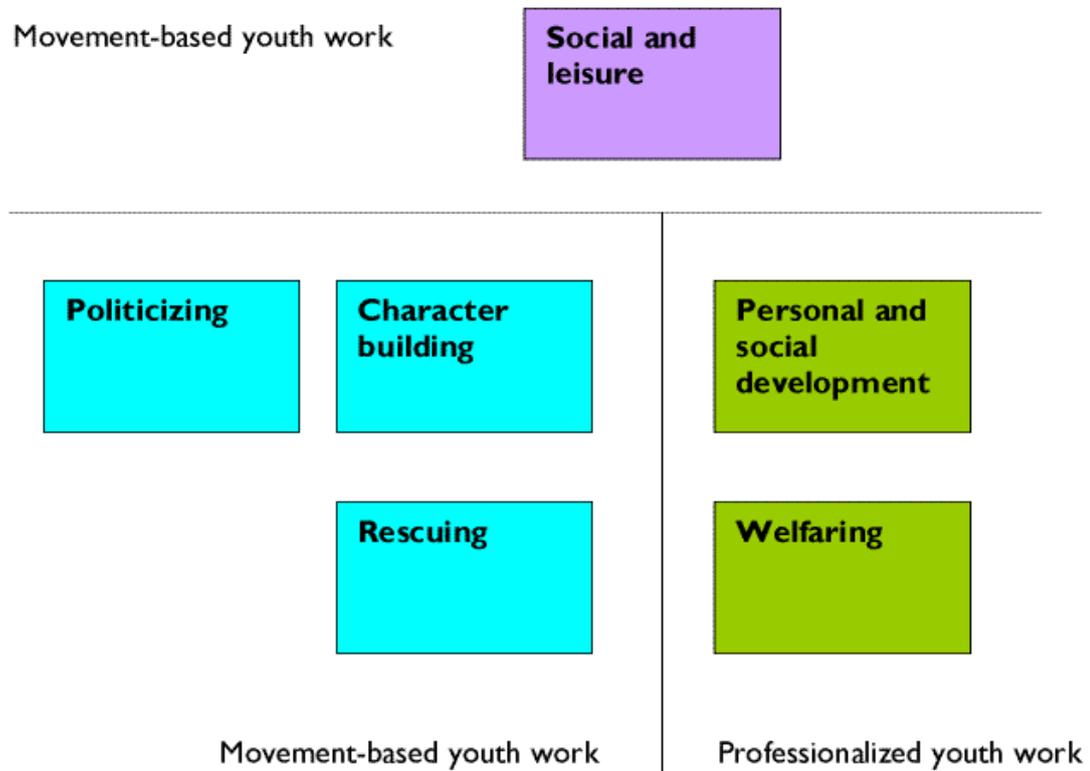 Movement-based youth work
Social and
leisure
Politicizing
Character
building
Personal and
social
development
Rescuing
Welfaring
Movement-based youth work
Professionalized youth work